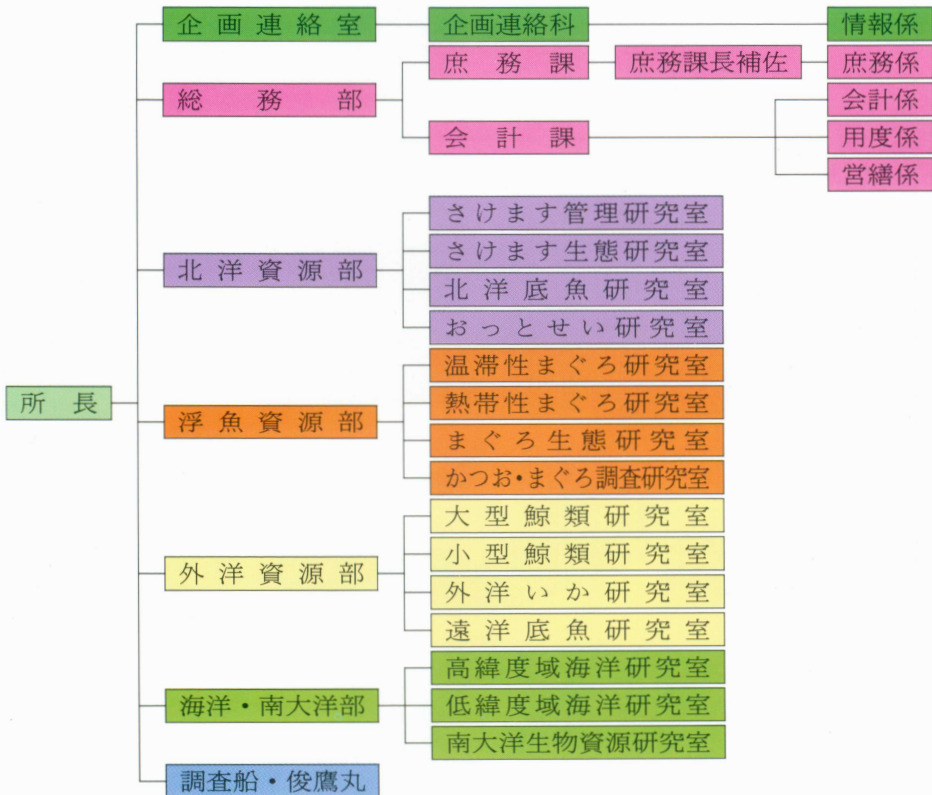 企画連絡室 企画連絡科 情報係
庶務課 庶務課長補佐 庶務係
総務部 会計係
会計課 用度係
営繕係
さけます管理研究室
さけます生態研究室
北洋資源部
北洋底魚研究室
おっとせい研究室
温滞性まぐろ研究室
所長
熱帯性まぐろ研究室
浮魚資源部
まぐろ生態研究室
かつお・まぐろ調査研究室
大型鯨類研究室
小型鯨類研究室
外洋資源部
外洋いか研究室
遠洋底魚研究室
高緯度域海洋研究室
海洋・南大洋部 低緯度域海洋研究室
南大洋生物資源研究室
調査船・俊鷹丸